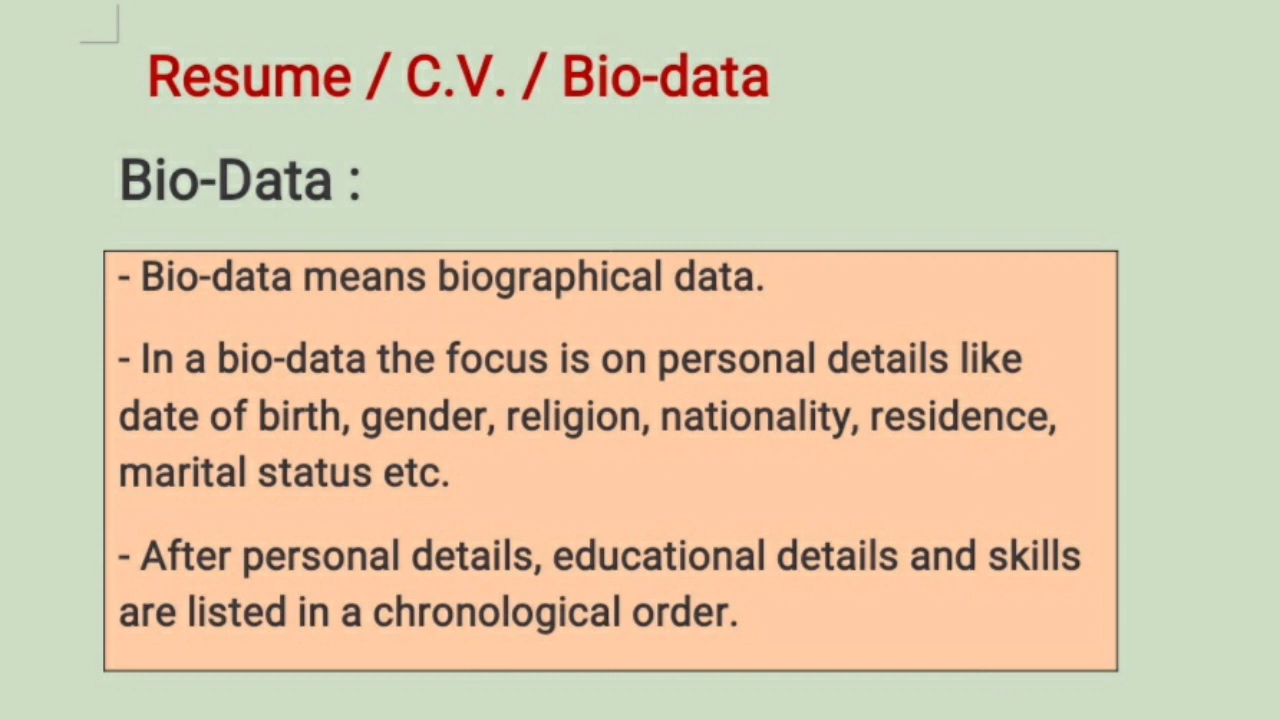 Resume / C.V. / Bio-data
Bio-Data :
- Bio-data means biographical data.
- In a bio-data the focus is on personal details like
date of birth, gender, religion, nationality, residence,
marital status etc.
- After personal details, educational details and skills
are listed in a chronological order.